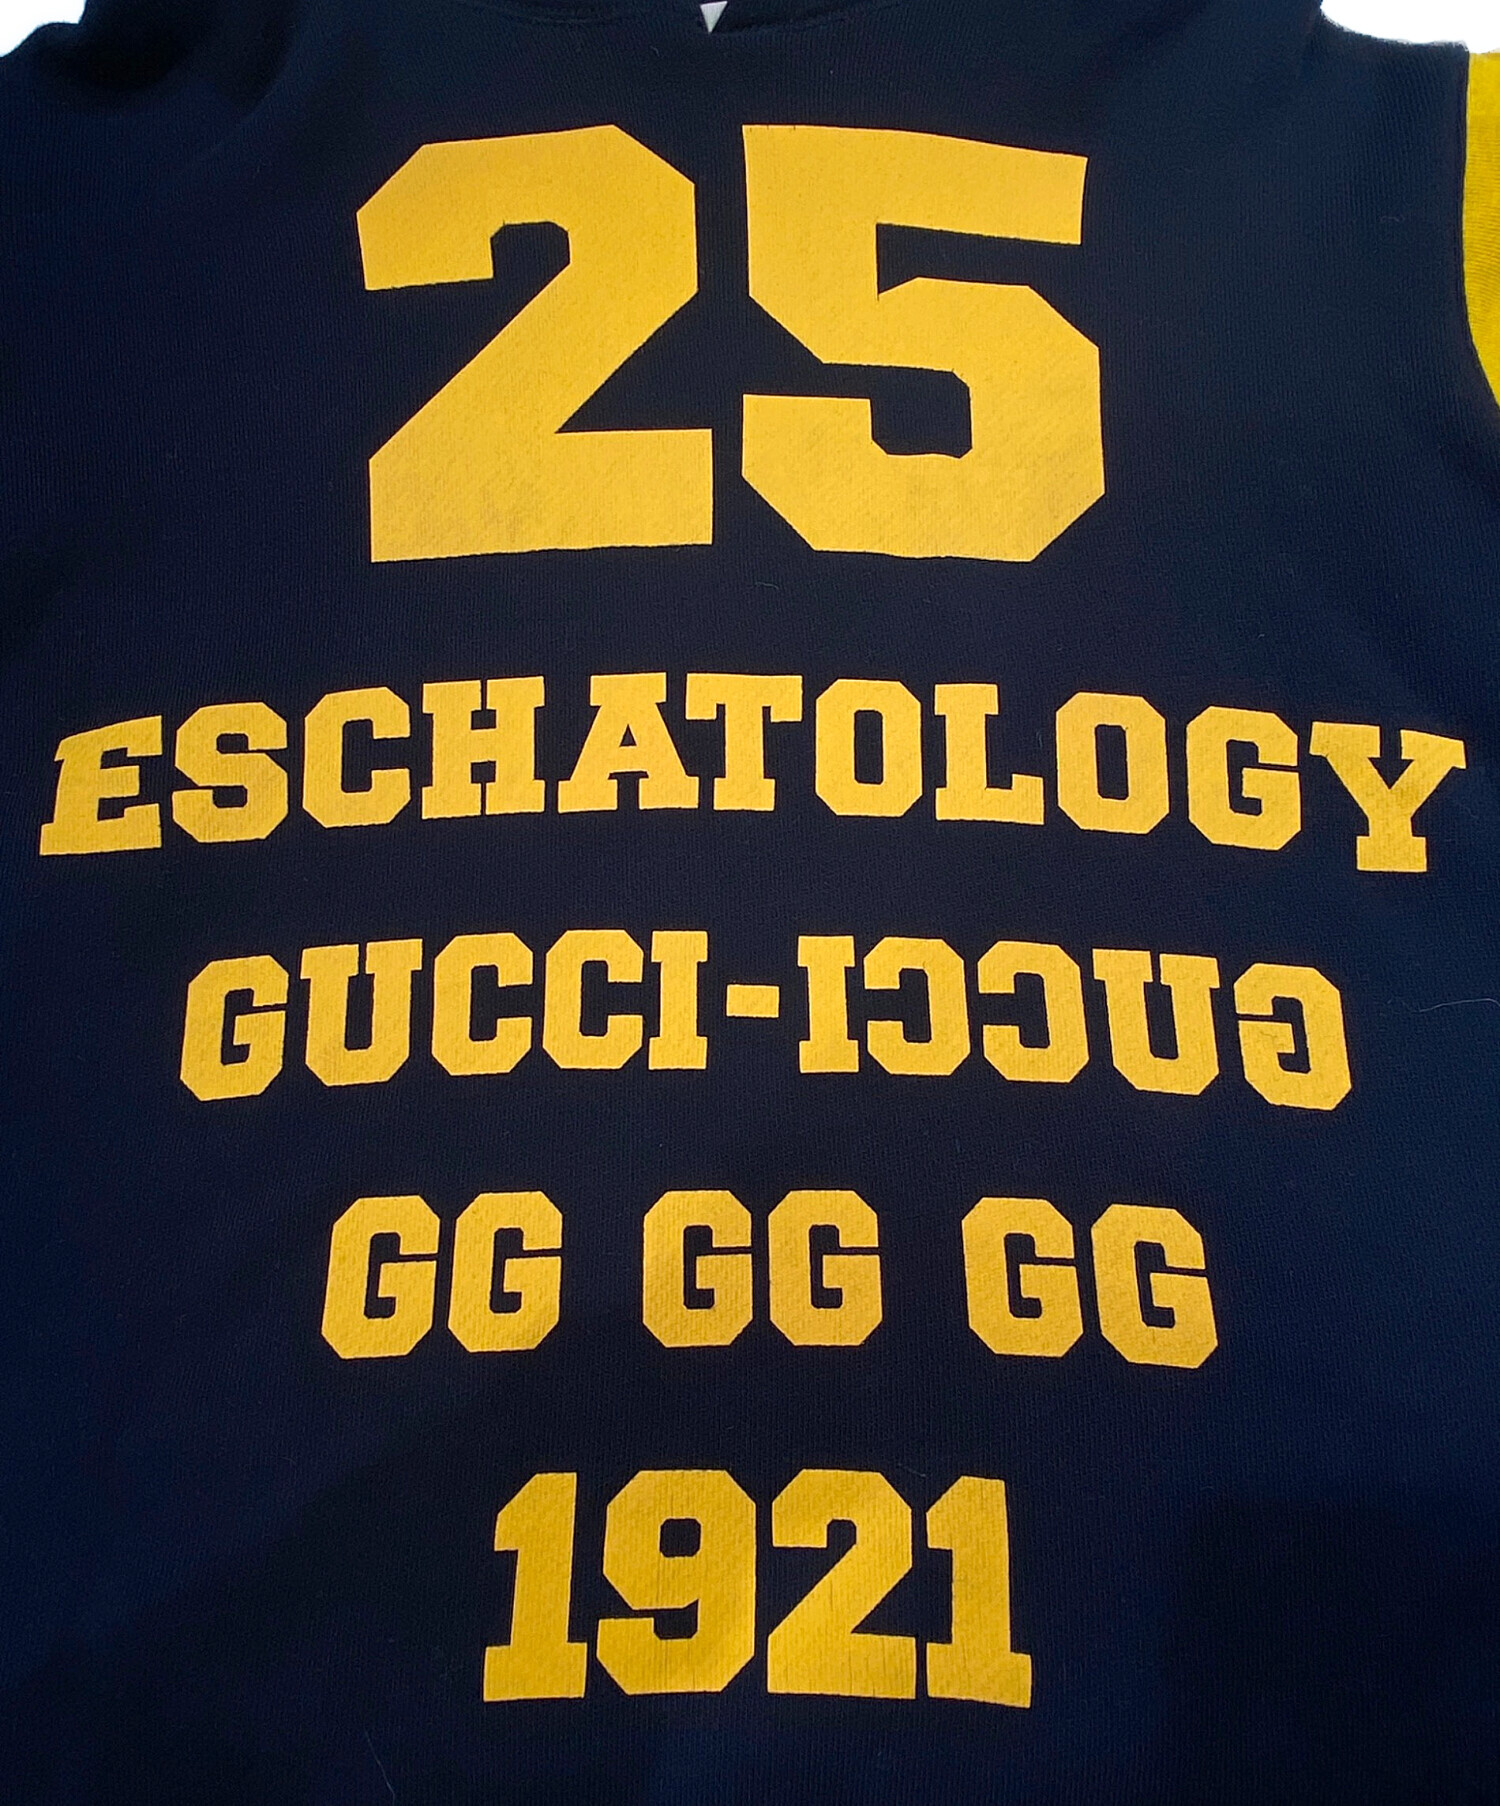 25
ESCHATOLOGY
GUCCI-IƆƆUG
GG GG GG
1921